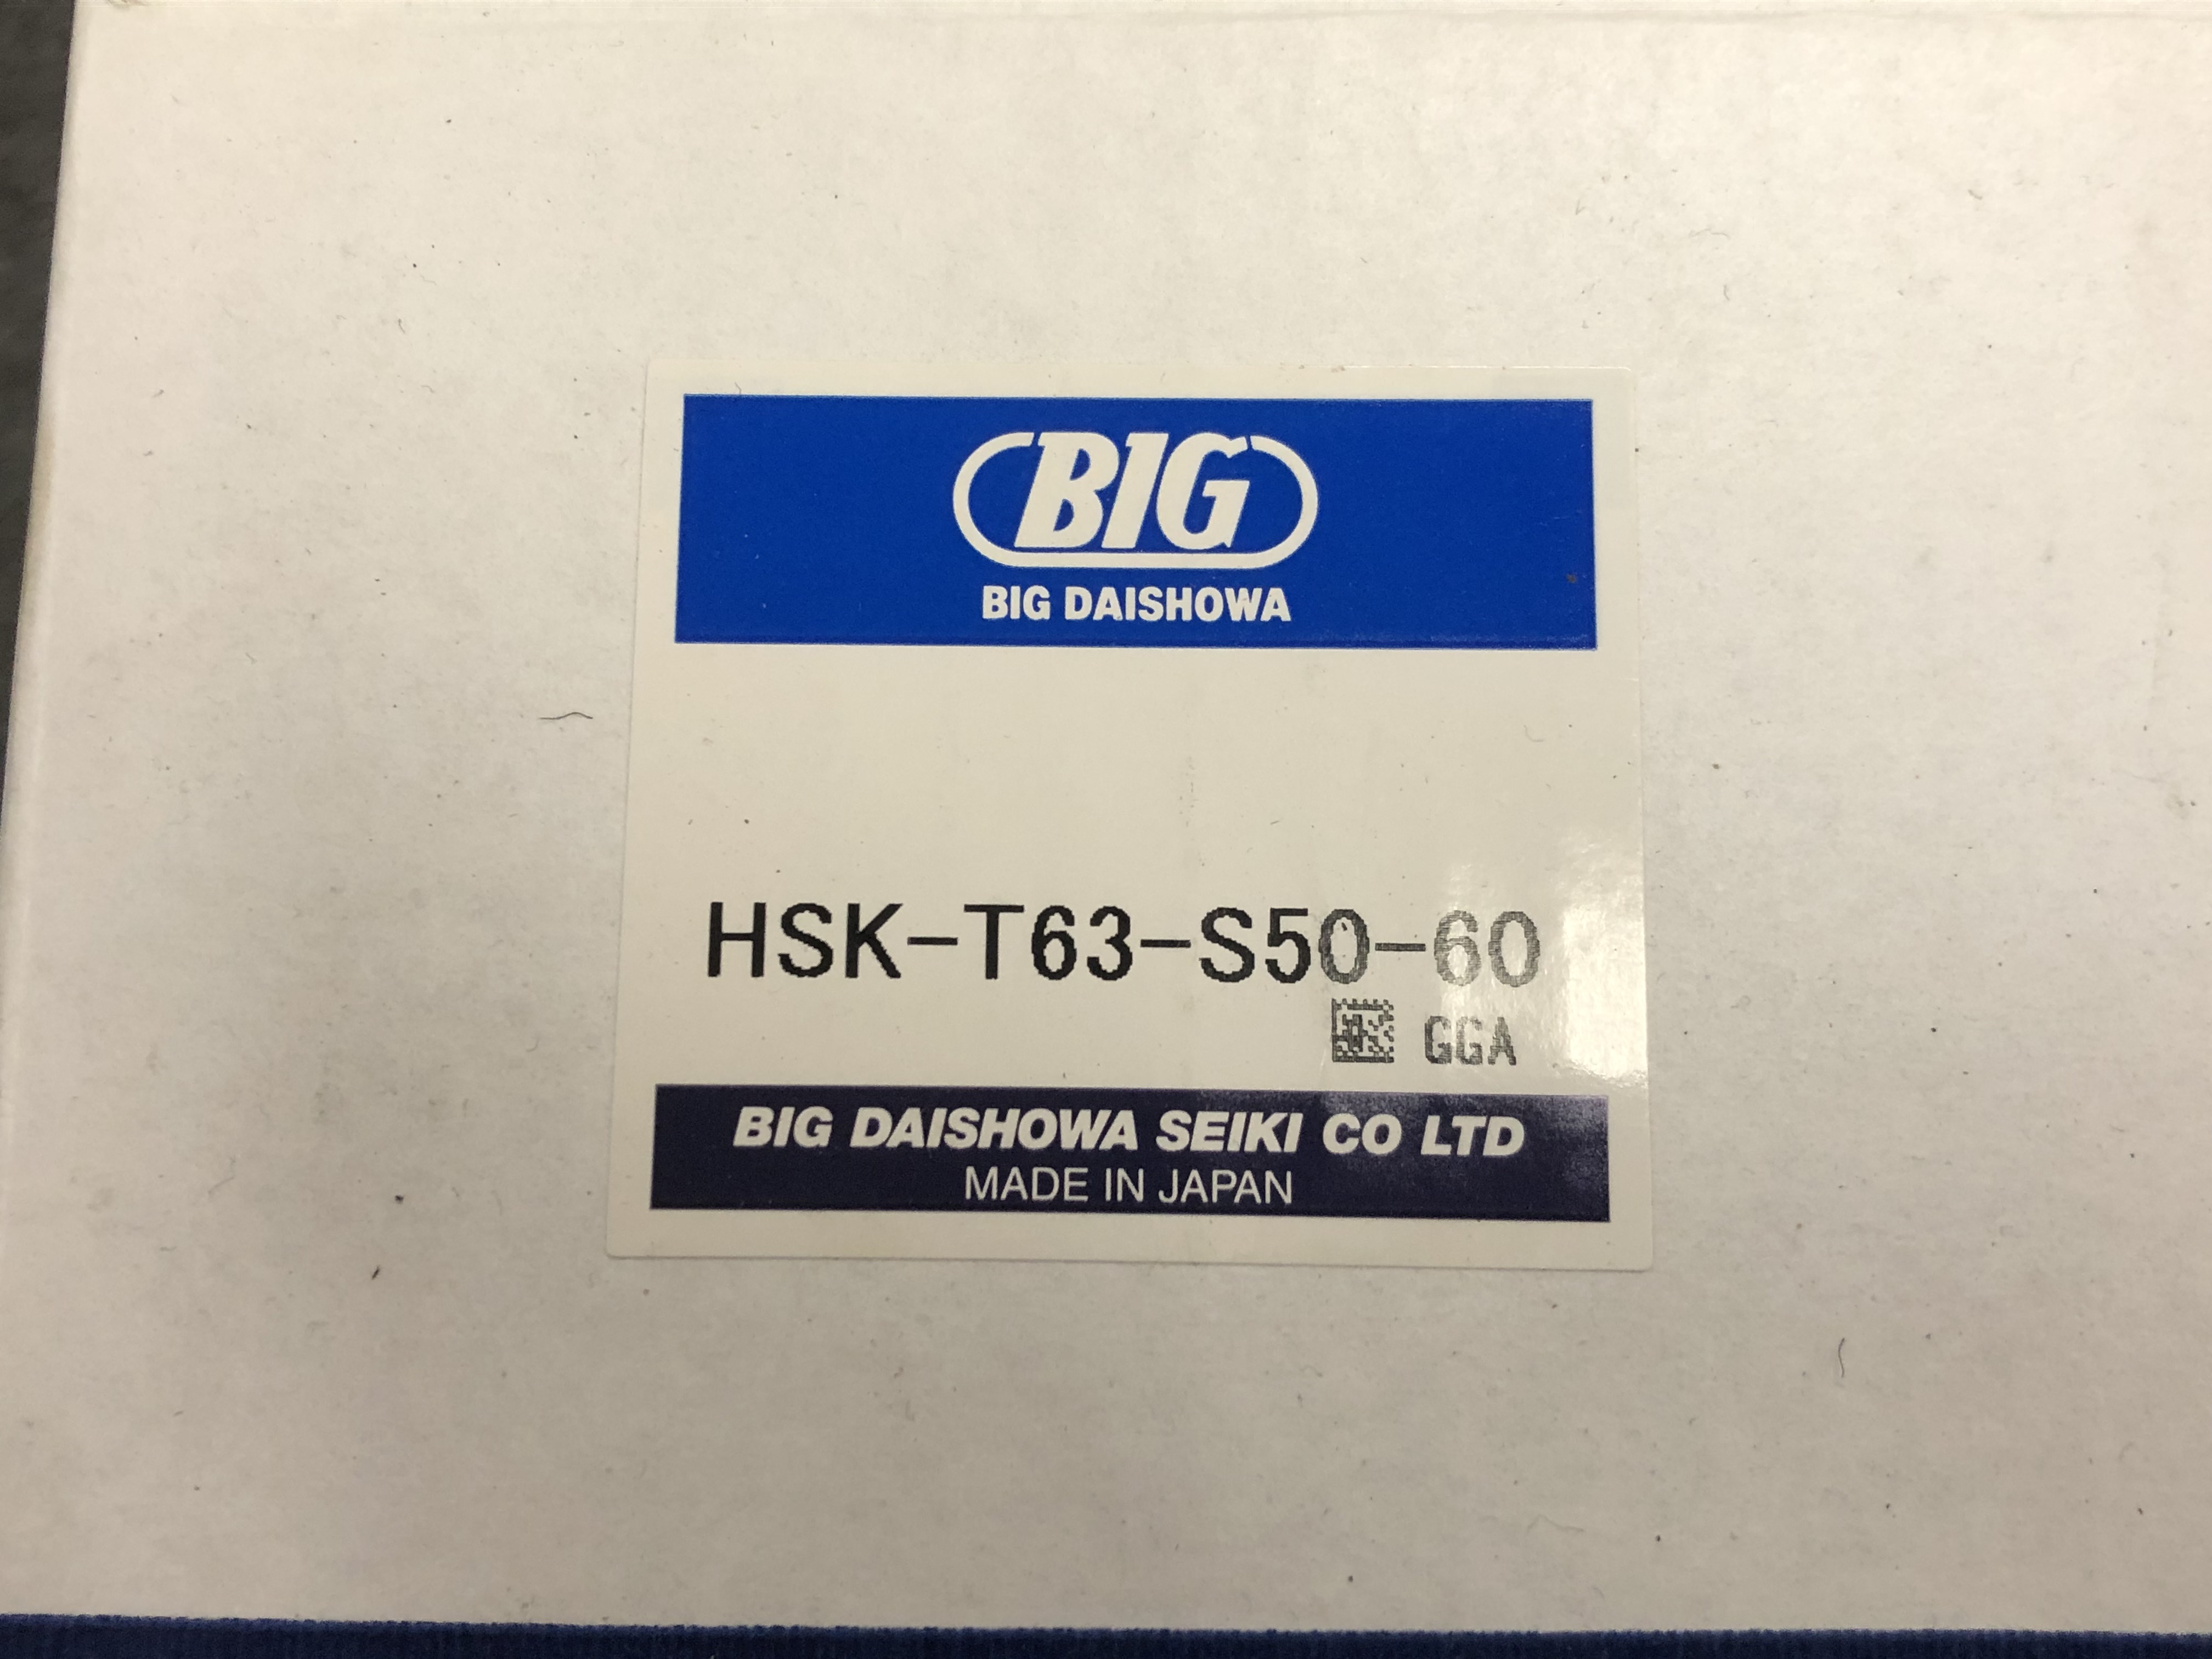 BIG
BIG DAISHOWA
HSK-T63-S50-60
GGA
BIG DAISHOWA SEIKI CO LTD
MADE IN JAPAN